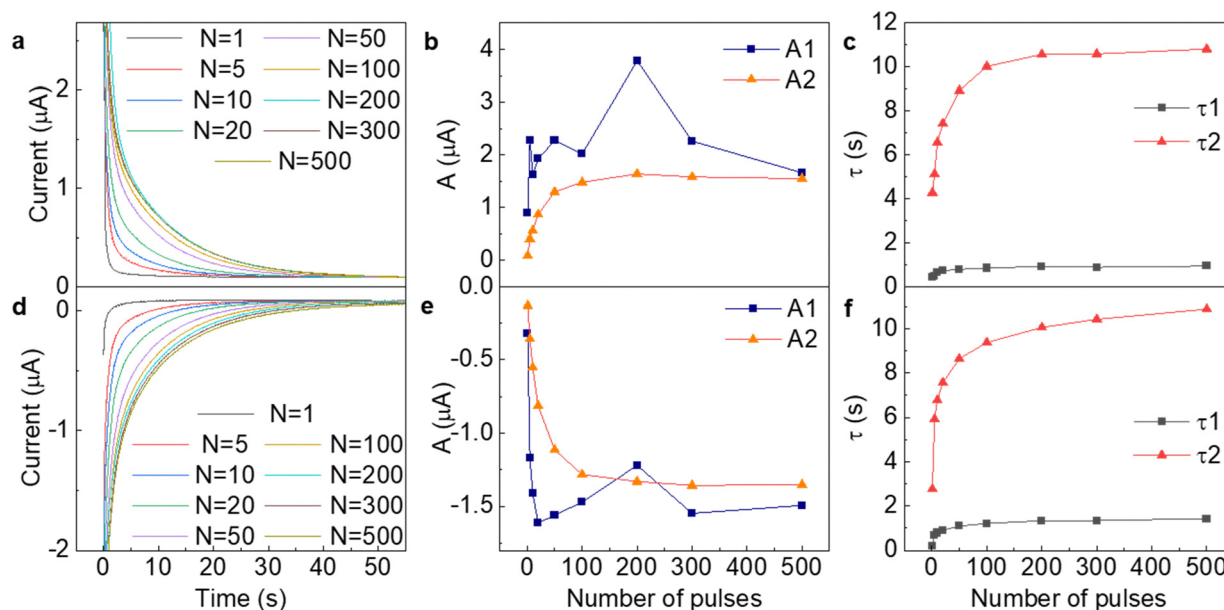 a
N=1
N=50
N=5
N=100
N=10
N=200
N=20
N=300
N=500
Current (μA)
2
1
0
b
A1
A2
A (μA)
4
3
2
1
0
c
τ1
τ2
τ (s)
12
10
8
6
4
2
0
d
N=1
N=5
N=100
N=10
N=200
N=20
N=300
N=50
N=500
Current (μA)
0
-1
-2
0 10 20 30 40 50
Time (s)
e
A1
A2
A (μA)
0.0
-0.5
-1.0
-1.5
0 100 200 300 400 500
Number of pulses
f
τ1
τ2
τ (s)
10
8
6
4
2
0
0 100 200 300 400 500
Number of pulses